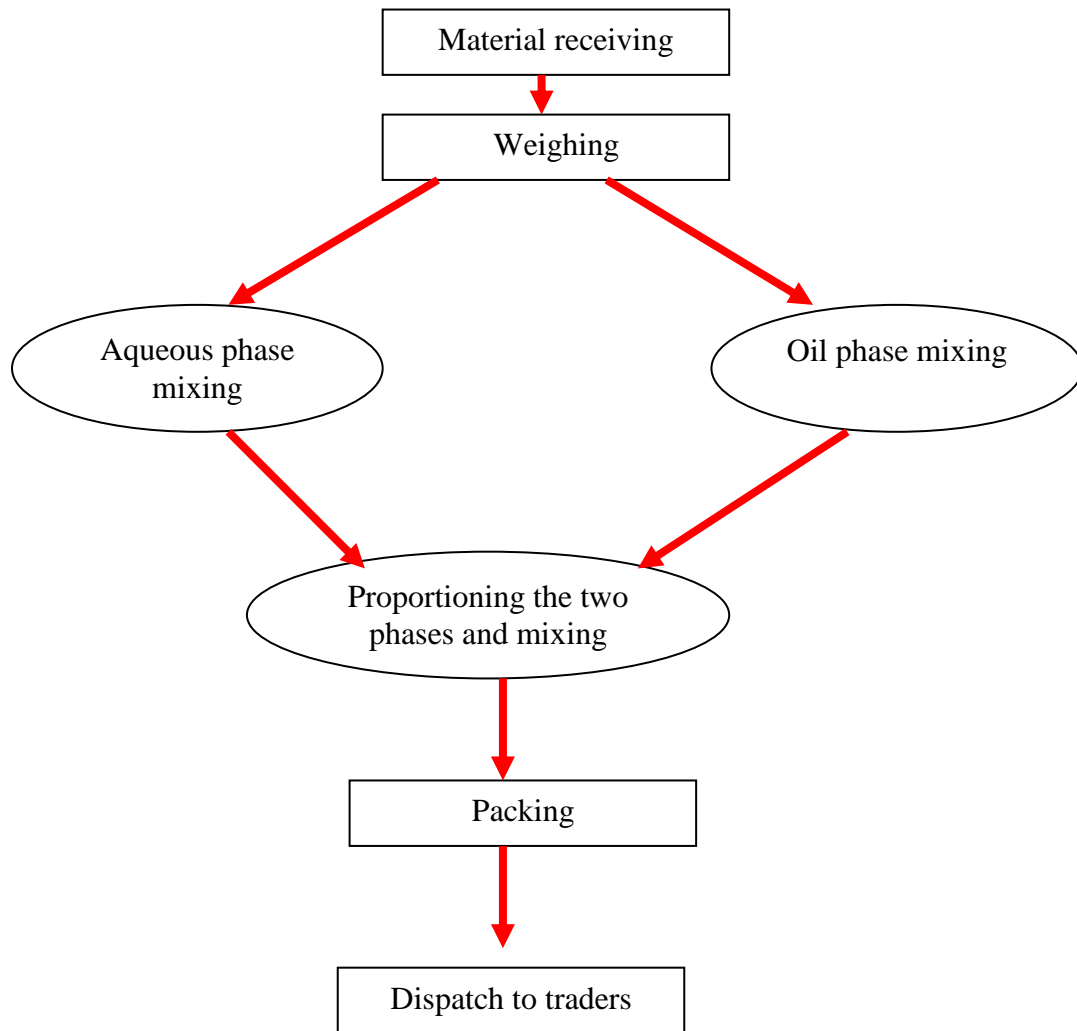 Material receiving
Weighing
Aqueous phase
mixing
Oil phase mixing
Proportioning the two
phases and mixing
Packing
Dispatch to traders